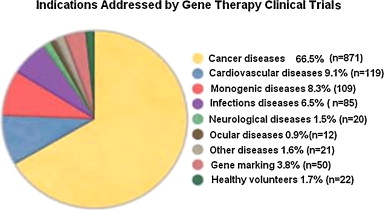 Indications Addressed by Gene Therapy Clinical Trials
Cancer diseases 66.5% (n=871)
Cardiovascular diseases 9.1% (n=119)
Monogenic diseases 8.3% (109)
Infections diseases 6.5% ( n=85)
Neurological diseases 1.5% (n=20)
Ocular diseases 0.9%(n=12)
Other diseases 1.6% (n=21)
Gene marking 3.8% (n=50)
Healthy volunteers 1.7% (n=22)